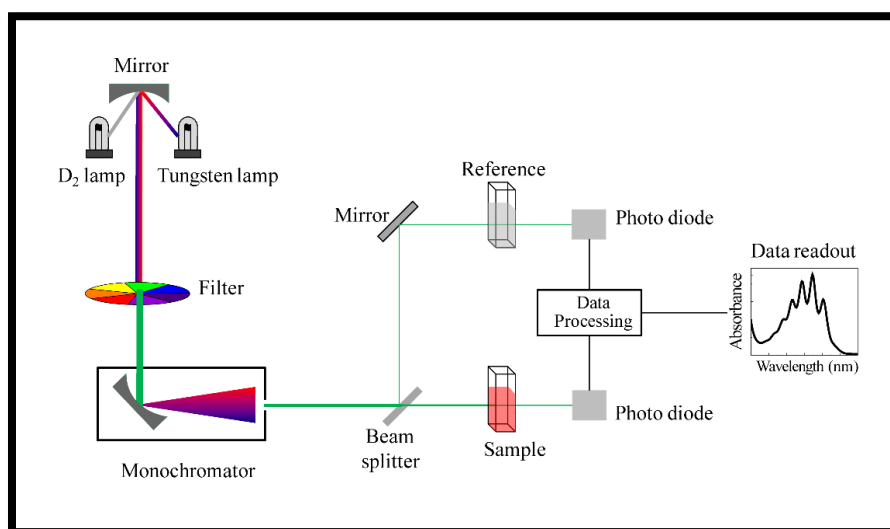 Mirror
D₂ lamp
Tungsten lamp
Filter
Monochromator
Beam
splitter
Mirror
Reference
Photo diode
Data
Processing
Sample
Photo diode
Data readout
Absorbance
Wavelength (nm)